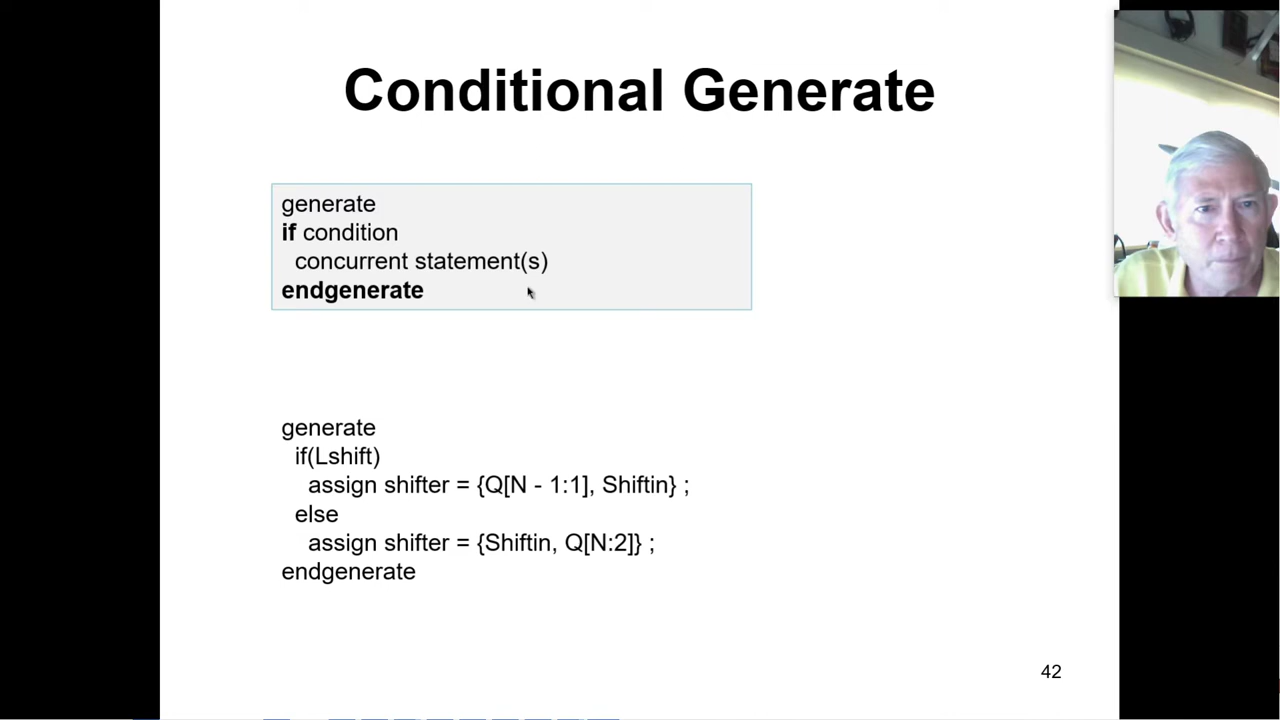 Conditional Generate
generate
if condition
concurrent statement(s)
endgenerate
generate
if(Lshift)
assign shifter = {Q[N - 1:1], Shiftin} ;
else
assign shifter = {Shiftin, Q[N:2]} ;
endgenerate
42